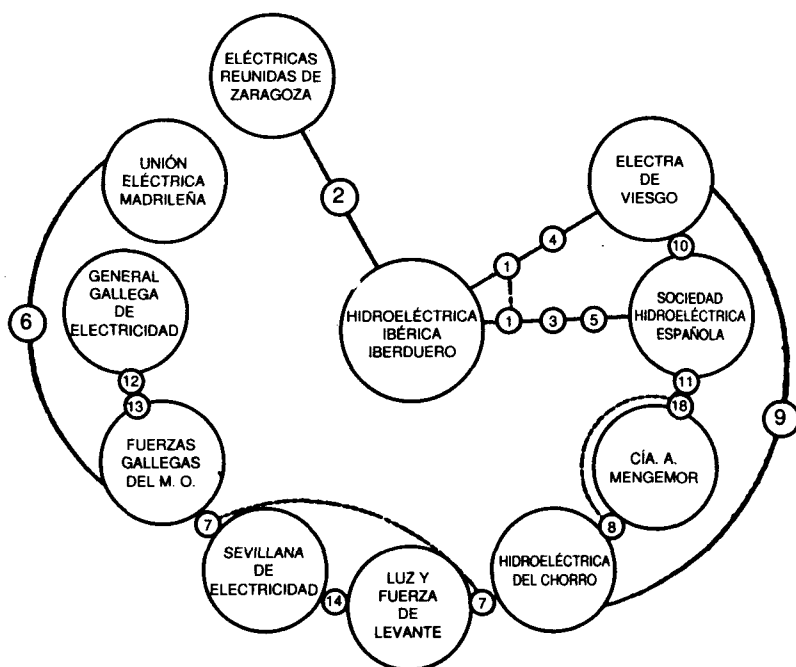 ELÉCTRICAS
REUNIDAS DE
ZARAGOZA
UNIÓN
ELÉCTRICA
MADRILEÑA
ELECTRA
DE
VIESGO
2
4
10
1
GENERAL
GALLEGA
DE
ELECTRICIDAD
HIDROELÉCTRICA
IBÉRICA
IBERDUERO
1
3
5
SOCIEDAD
HIDROELÉCTRICA
ESPAÑOLA
6
12
13
11
18
9
FUERZAS
GALLEGAS
DEL M. O.
CÍA. A.
MENGEMOR
7
8
SEVILLANA
DE
ELECTRICIDAD
14
LUZ Y
FUERZA
DE
LEVANTE
7
HIDROELÉCTRICA
DEL CHORRO